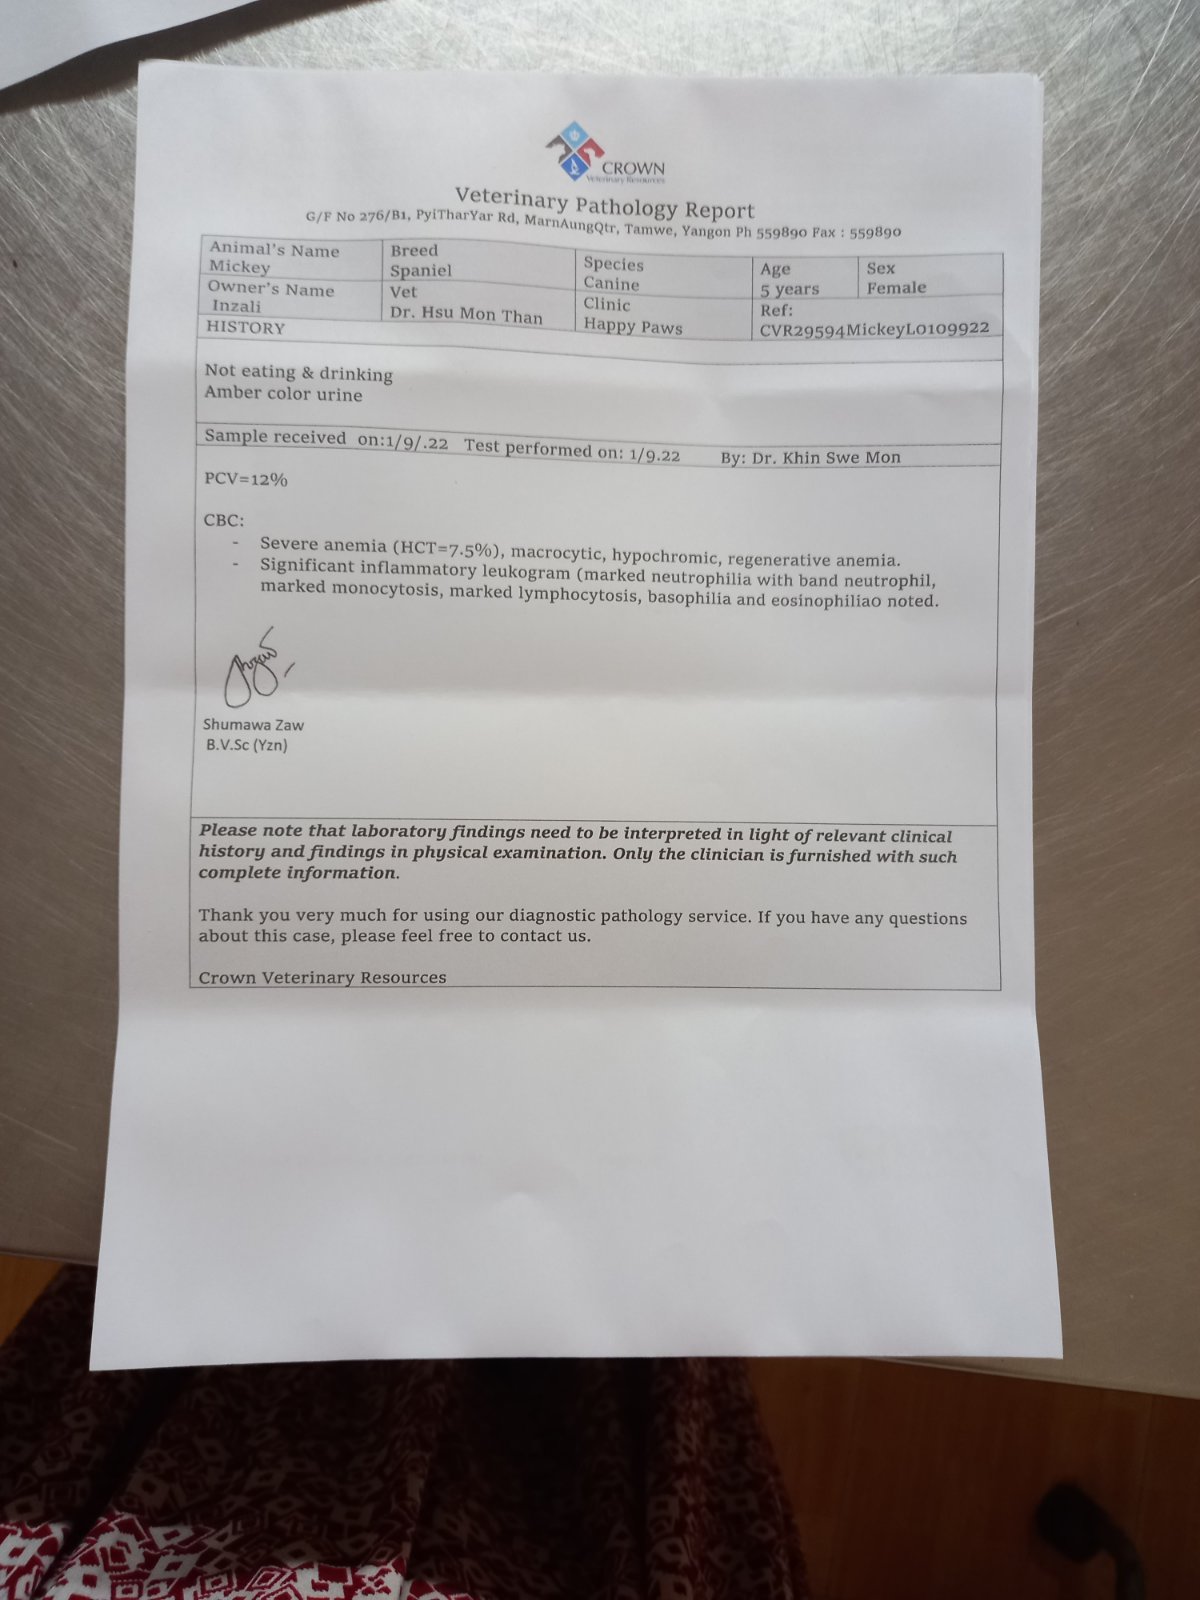 CROWN
Veterinary Resources
Veterinary Pathology Report
G/F No 276/B1, PyiTharYar Rd, MarnAungQtr, Tamwe, Yangon Ph 559890 Fax : 559890
Animal's Name Breed Species Age Sex
Mickey Spaniel Canine 5 years Female
Owner's Name Vet Clinic Ref:
Inzali Dr. Hsu Mon Than Happy Paws CVR29594MickeyL0109922
HISTORY
Not eating & drinking
Amber color urine
Sample received on:1/9/.22 Test performed on: 1/9.22 By: Dr. Khin Swe Mon
PCV=12%
CBC:
- Severe anemia (HCT=7.5%), macrocytic, hypochromic, regenerative anemia.
- Significant inflammatory leukogram (marked neutrophilia with band neutrophil,
marked monocytosis, marked lymphocytosis, basophilia and eosinophilia0 noted.
Shumawa Zaw
B.V.Sc (Yzn)
Please note that laboratory findings need to be interpreted in light of relevant clinical
history and findings in physical examination. Only the clinician is furnished with such
complete information.
Thank you very much for using our diagnostic pathology service. If you have any questions
about this case, please feel free to contact us.
Crown Veterinary Resources